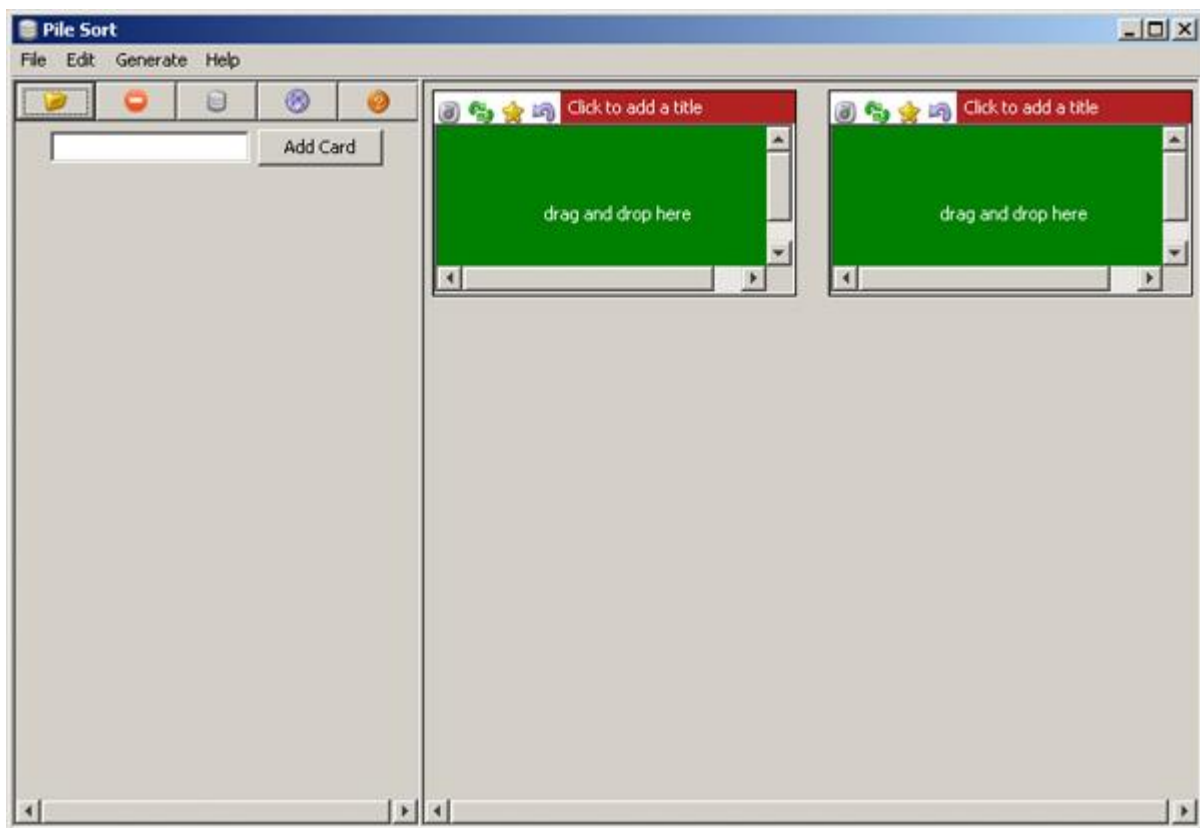 Pile Sort
File Edit Generate Help
Add Card
Click to add a title
drag and drop here
Click to add a title
drag and drop here